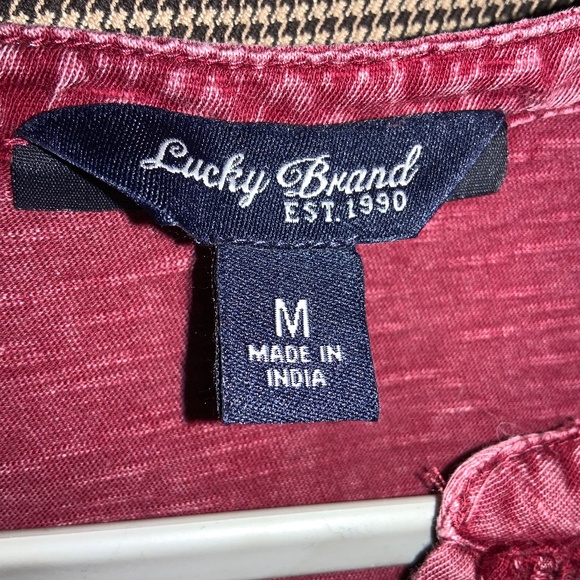 Lucky Brand
EST. 1990
M
MADE IN
INDIA